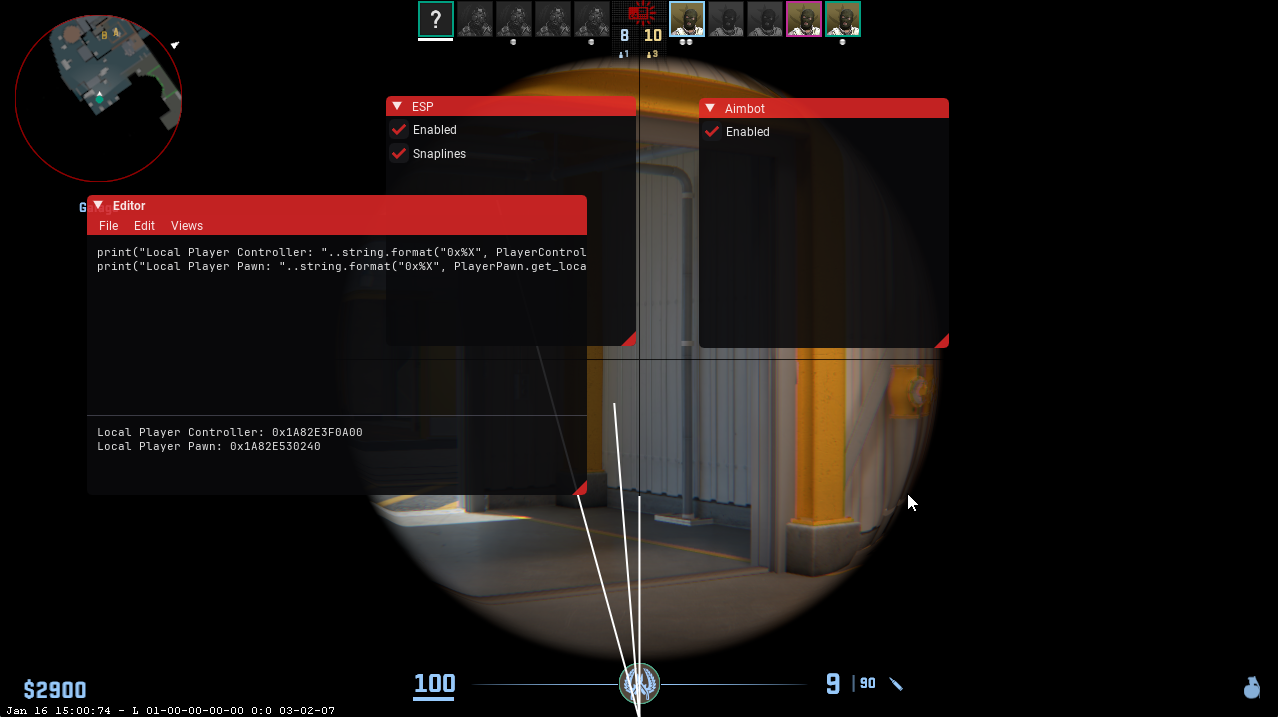 ?
8 10
1 3
B A
ESP
Enabled
Snaplines
Aimbot
Enabled
Editor
File Edit Views
print("Local Player Controller: "..string.format("0x%X", PlayerControl
print("Local Player Pawn: "..string.format("0x%X", PlayerPawn.get_loca
Local Player Controller: 0x1A82E3F0A00
Local Player Pawn: 0x1A82E530240
$2900
100
9 | 90
Jan 16 15:00:74 - L 01-00-00-00-00 0:0 03-02-07